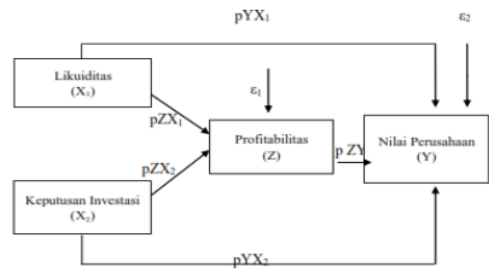 pYX₁
ε₂
Likuiditas
(X₁)
ε₁
pZX₁
Profitabilitas
(Z)
p ZY
Nilai Perusahaan
(Y)
pZX₂
Keputusan Investasi
(X₂)
pYX₂